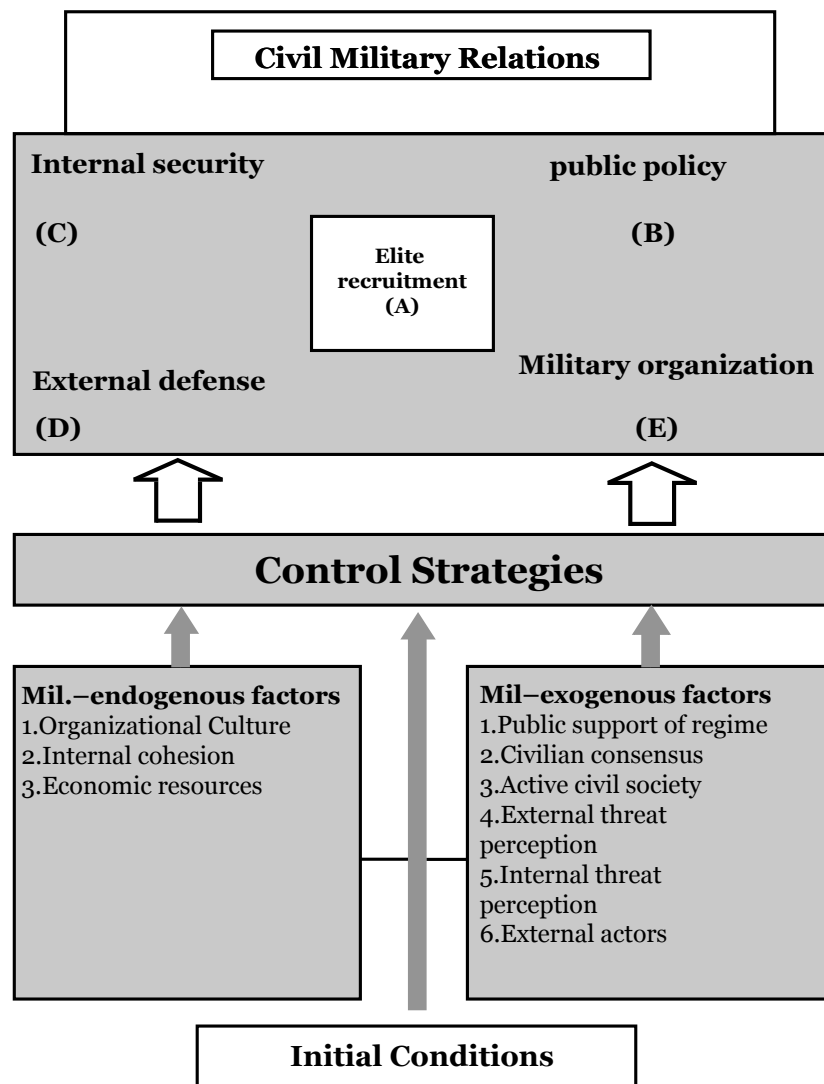 Civil Military Relations
Internal security
public policy
(C)
(B)
Elite
recruitment
(A)
External defense
Military organization
(D)
(E)
Control Strategies
Mil.–endogenous factors
1.Organizational Culture
2.Internal cohesion
3.Economic resources
Mil–exogenous factors
1.Public support of regime
2.Civilian consensus
3.Active civil society
4.External threat
perception
5.Internal threat
perception
6.External actors
Initial Conditions